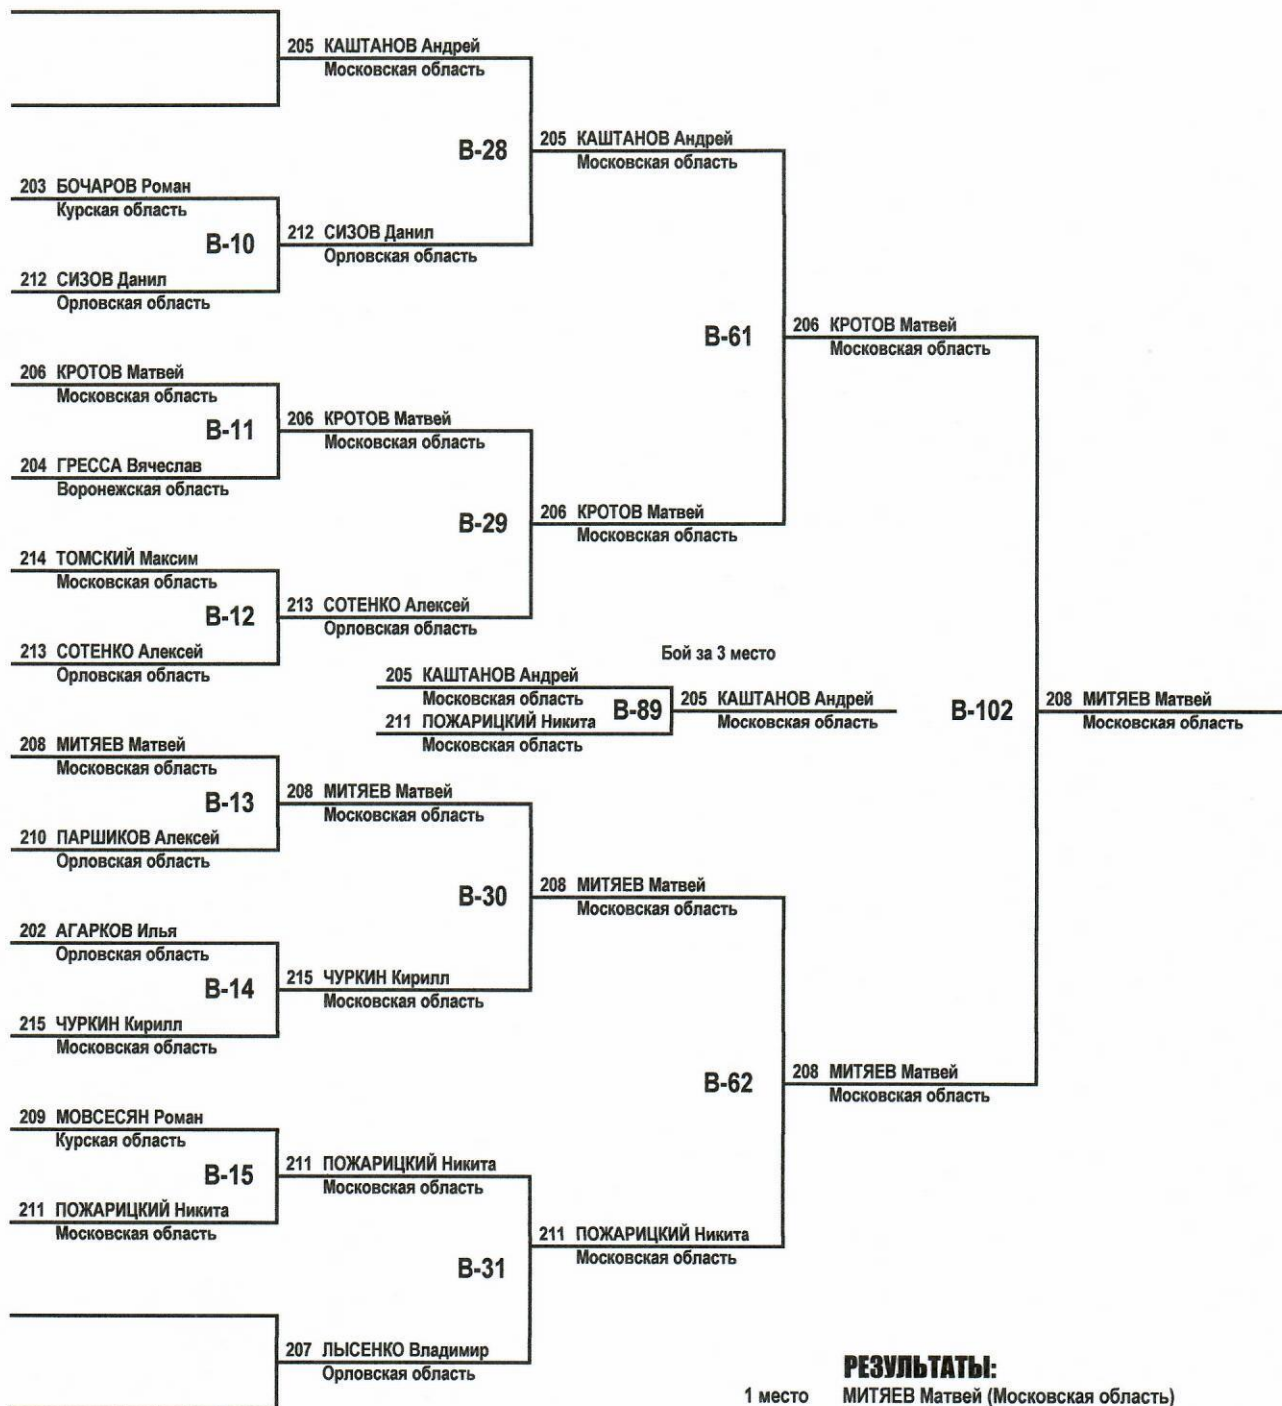 205 КАШТАНОВ Андрей
Московская область
В-28
205 КАШТАНОВ Андрей
Московская область
203 БОЧАРОВ Роман
Курская область
В-10
212 СИЗОВ Данил
Орловская область
212 СИЗОВ Данил
Орловская область
В-61
206 КРОТОВ Матвей
Московская область
206 КРОТОВ Матвей
Московская область
В-11
206 КРОТОВ Матвей
Московская область
204 ГРЕССА Вячеслав
Воронежская область
В-29
206 КРОТОВ Матвей
Московская область
214 ТОМСКИЙ Максим
Московская область
В-12
213 СОТЕНКО Алексей
Орловская область
213 СОТЕНКО Алексей
Орловская область
Бой за 3 место
205 КАШТАНОВ Андрей
Московская область
В-89
205 КАШТАНОВ Андрей
Московская область
211 ПОЖАРИЦКИЙ Никита
Московская область
В-102
208 МИТЯЕВ Матвей
Московская область
208 МИТЯЕВ Матвей
Московская область
В-13
208 МИТЯЕВ Матвей
Московская область
210 ПАРШИКОВ Алексей
Орловская область
В-30
208 МИТЯЕВ Матвей
Московская область
202 АГАРКОВ Илья
Орловская область
В-14
215 ЧУРКИН Кирилл
Московская область
215 ЧУРКИН Кирилл
Московская область
В-62
208 МИТЯЕВ Матвей
Московская область
209 МОВСЕСЯН Роман
Курская область
В-15
211 ПОЖАРИЦКИЙ Никита
Московская область
211 ПОЖАРИЦКИЙ Никита
Московская область
В-31
211 ПОЖАРИЦКИЙ Никита
Московская область
207 ЛЫСЕНКО Владимир
Орловская область
РЕЗУЛЬТАТЫ:
1 место МИТЯЕВ Матвей (Московская область)